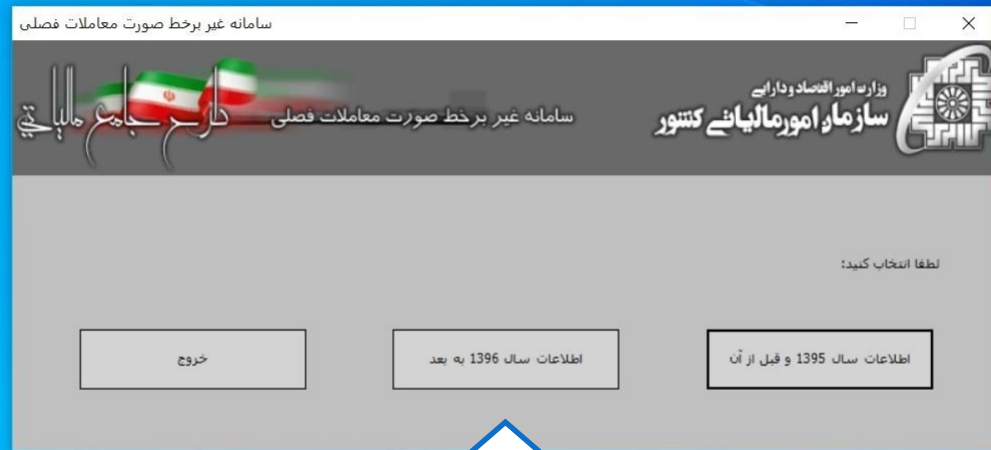 سامانه غیر برخط صورت معاملات فصلی
وزارت امور اقتصاد و دارایی
سازمان امور مالیاتی کشور
سامانه غیر برخط صورت معاملات فصلی
طرح جامع مالیاتی
لطفا انتخاب کنید:
اطلاعات سال 1395 و قبل از آن
اطلاعات سال 1396 به بعد
خروج